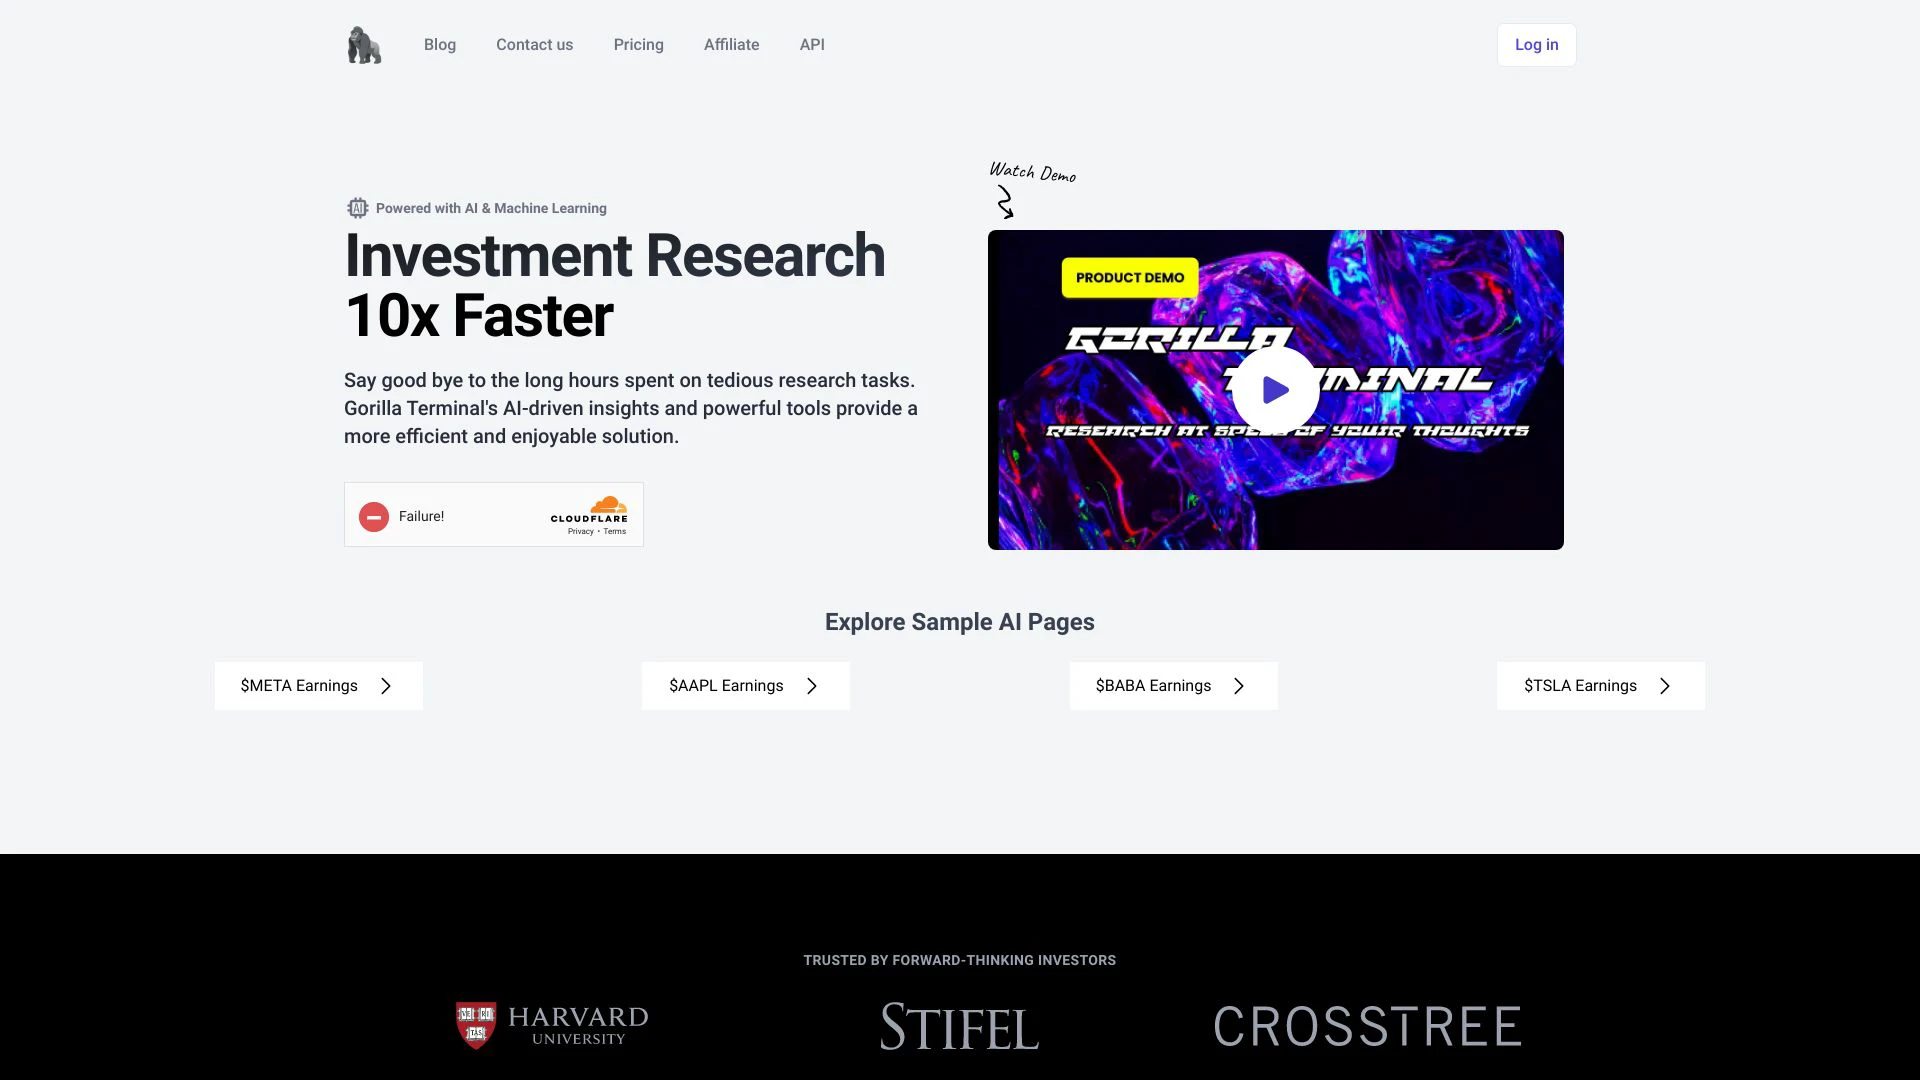 Blog
Contact us
Pricing
Affiliate
API
Log in
Watch Demo
AI Powered with AI & Machine Learning
Investment Research
10x Faster
Say good bye to the long hours spent on tedious research tasks.
Gorilla Terminal's AI-driven insights and powerful tools provide a
more efficient and enjoyable solution.
Failure!
CLOUDFLARE
Privacy • Terms
PRODUCT DEMO
GORILLA
RESEARCH AT SPEED OF YOUR THOUGHTS
Explore Sample AI Pages
$META Earnings
$AAPL Earnings
$BABA Earnings
$TSLA Earnings
TRUSTED BY FORWARD-THINKING INVESTORS
VE RI TAS
HARVARD
UNIVERSITY
STIFEL
CROSSTREE